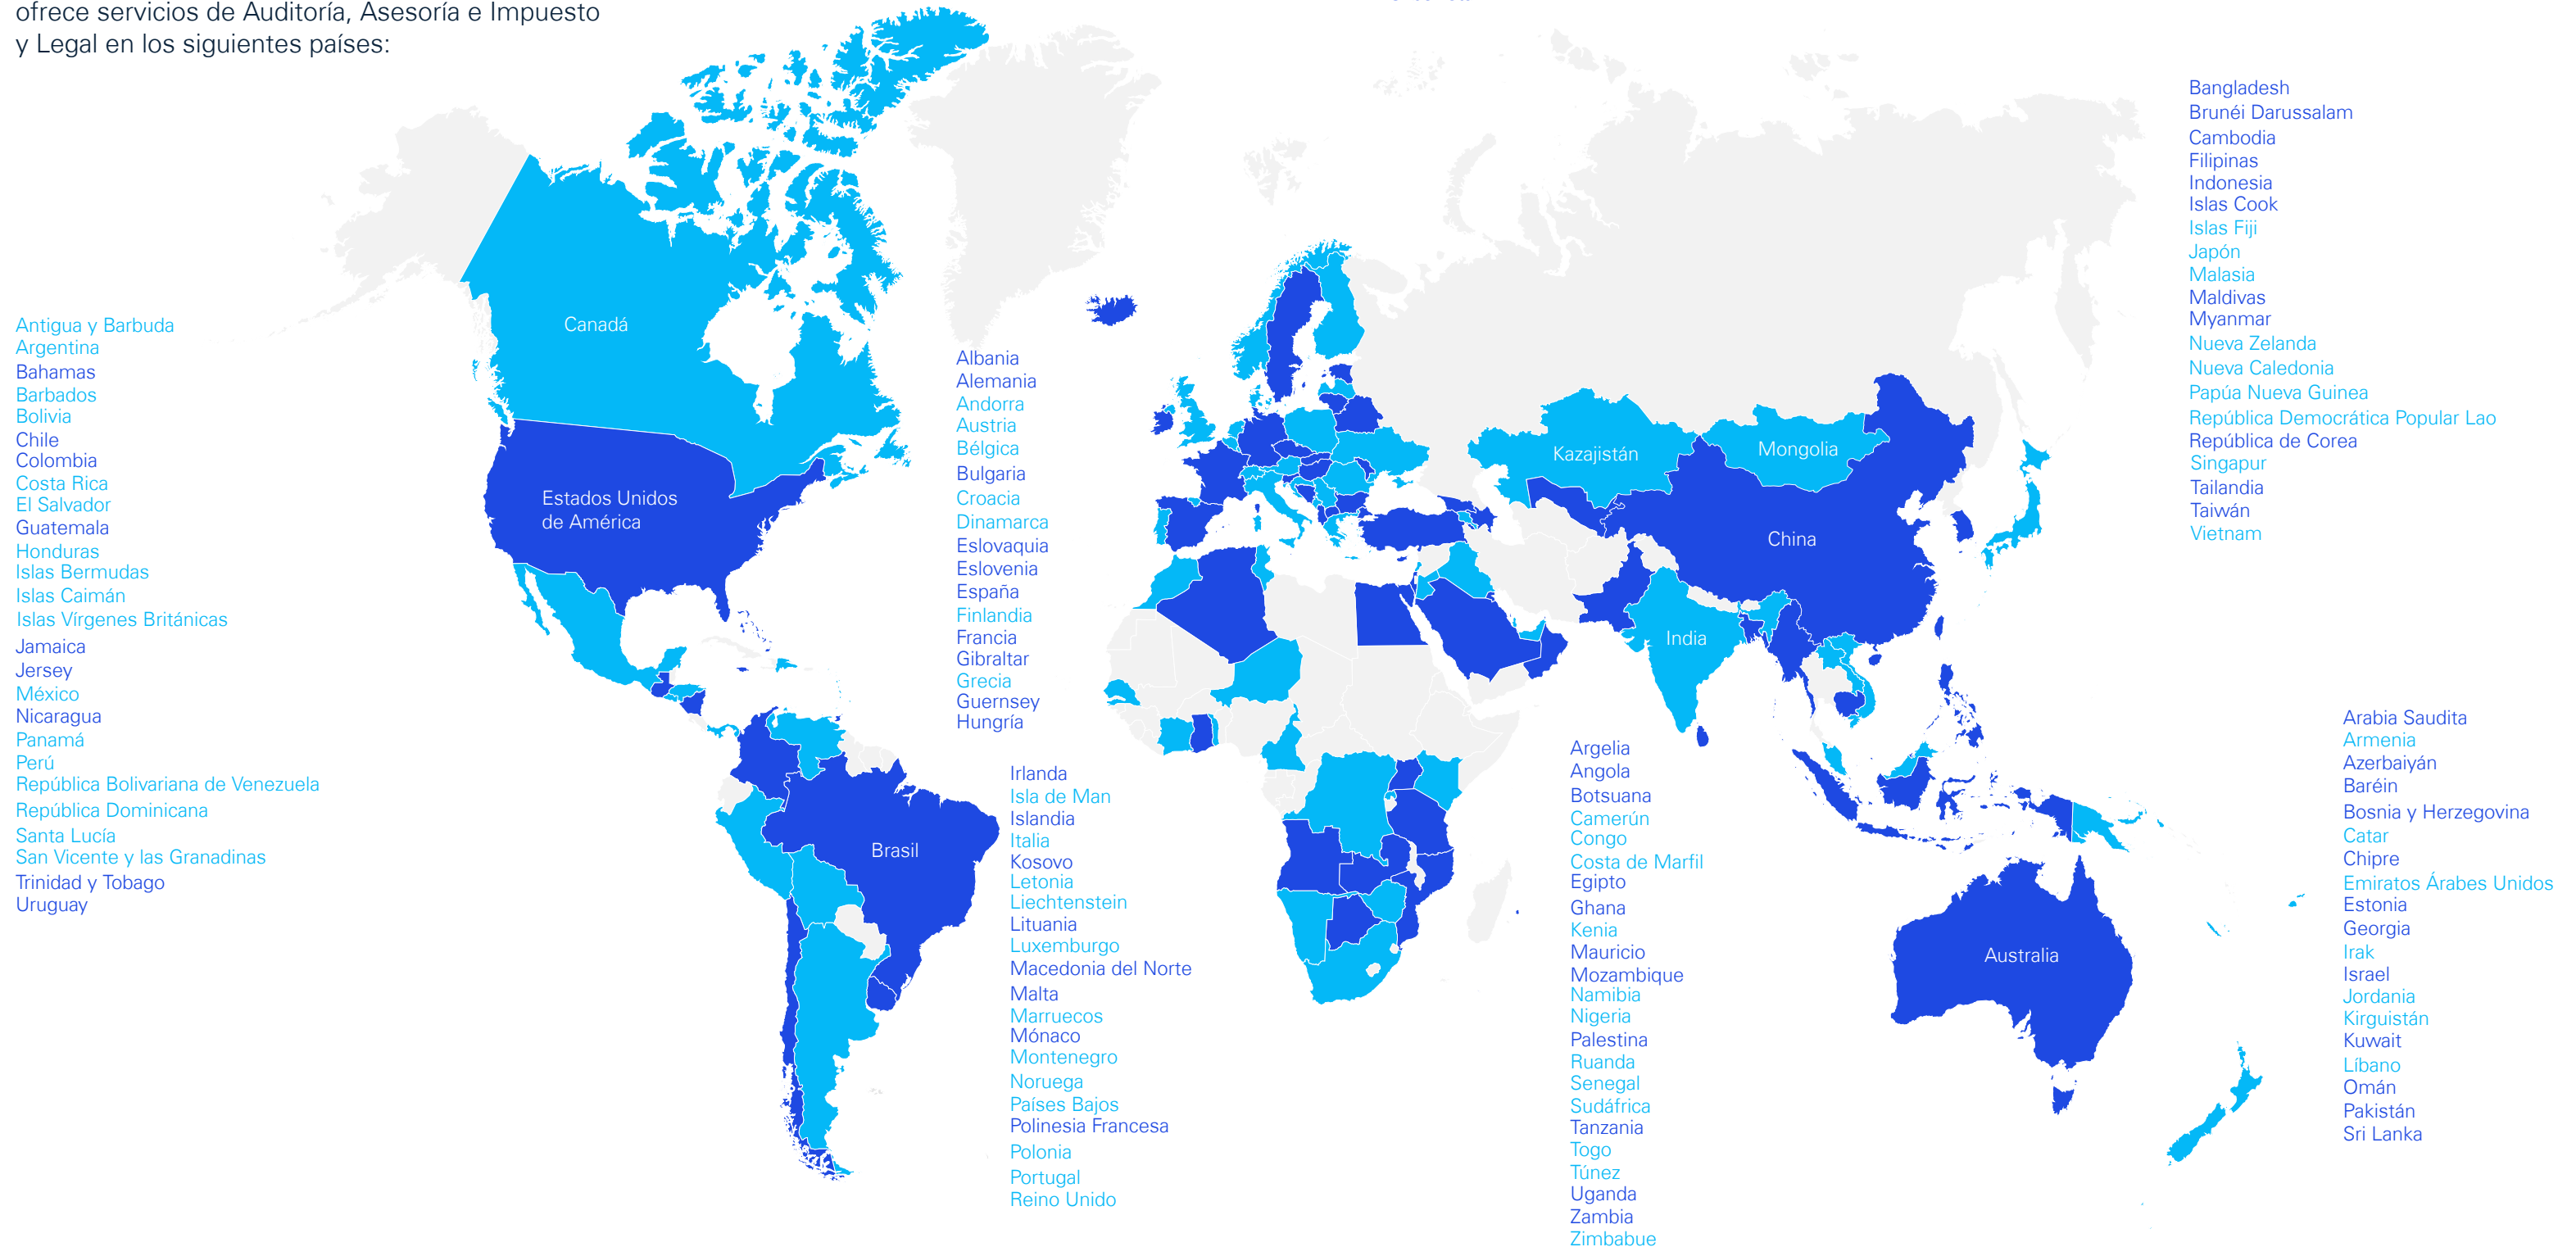 ofrece servicios de Auditoría, Asesoría e Impuesto
y Legal en los siguientes países:
Antigua y Barbuda
Argentina
Bahamas
Barbados
Bolivia
Chile
Colombia
Costa Rica
El Salvador
Guatemala
Honduras
Islas Bermudas
Islas Caimán
Islas Vírgenes Británicas
Jamaica
Jersey
México
Nicaragua
Panamá
Perú
República Bolivariana de Venezuela
República Dominicana
Santa Lucía
San Vicente y las Granadinas
Trinidad y Tobago
Uruguay
Canadá
Estados Unidos
de América
Brasil
Albania
Alemania
Andorra
Austria
Bélgica
Bulgaria
Croacia
Dinamarca
Eslovaquia
Eslovenia
España
Finlandia
Francia
Gibraltar
Grecia
Guernsey
Hungría
Irlanda
Isla de Man
Islandia
Italia
Kosovo
Letonia
Liechtenstein
Lituania
Luxemburgo
Macedonia del Norte
Malta
Marruecos
Mónaco
Montenegro
Noruega
Países Bajos
Polinesia Francesa
Polonia
Portugal
Reino Unido
Kazajistán
Mongolia
China
India
Australia
Argelia
Angola
Botsuana
Camerún
Congo
Costa de Marfil
Egipto
Ghana
Kenia
Mauricio
Mozambique
Namibia
Nigeria
Palestina
Ruanda
Senegal
Sudáfrica
Tanzania
Togo
Túnez
Uganda
Zambia
Zimbabue
Bangladesh
Brunéi Darussalam
Cambodia
Filipinas
Indonesia
Islas Cook
Islas Fiji
Japón
Malasia
Maldivas
Myanmar
Nueva Zelanda
Nueva Caledonia
Papúa Nueva Guinea
República Democrática Popular Lao
República de Corea
Singapur
Tailandia
Taiwán
Vietnam
Arabia Saudita
Armenia
Azerbaiyán
Baréin
Bosnia y Herzegovina
Catar
Chipre
Emiratos Árabes Unidos
Estonia
Georgia
Irak
Israel
Jordania
Kirguistán
Kuwait
Líbano
Omán
Pakistán
Sri Lanka